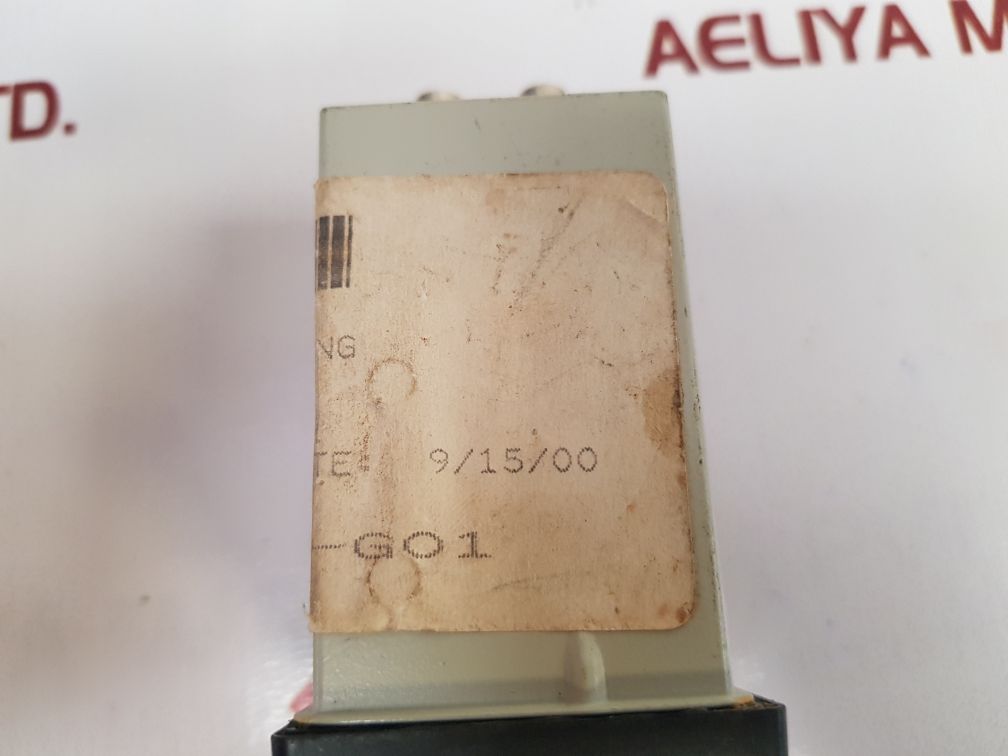 TD.
AELIYA M
NG
TE: 9/15/00
-G01